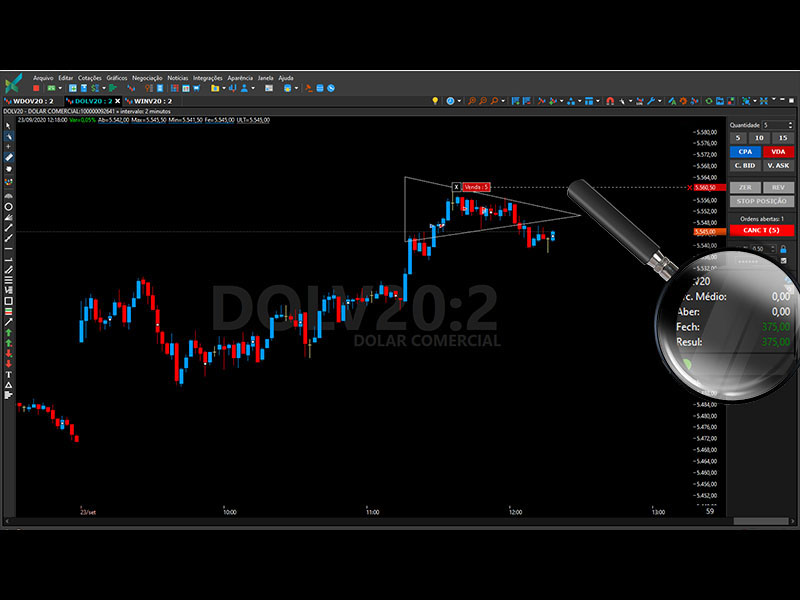 Arquivo Editar Cotações Gráficos Negociação Notícias Integrações Aparência Janela Ajuda
WDOV20 : 2 DOLV20 : 2 X WINV20 : 2
DOLV20 - DOLAR COMERCIAL:100000092641 = intervalo: 2 minutos
23/09/2020 12:18:00 Var=0,05% Ab=5.542,00 Max=5.545,50 Min=5.541,50 Fe=5.545,00 ULT=5.545,00
Quantidade 5
5 10 15
CPA VDA
C. BID V. ASK
ZER REV
STOP POSIÇÃO
Ordens abertas: 1
CANC T (5)
0,50
X Venda : 5
5.580,00
5.576,00
5.572,00
5.568,00
5.564,00
5.560,50
5.556,00
5.552,00
5.548,00
5.545,00
5.540,00
5.536,00
5.532,00
V20
c. Médio: 0,00
Aber: 0,00
Fech: 375,00
Resul: 375,00
DOLV20:2
DOLAR COMERCIAL
5.484,00
5.480,00
5.476,00
5.472,00
5.468,00
5.464,00
5.460,00
5.456,00
5.452,00
23/set 10:00 11:00 12:00 13:00 59